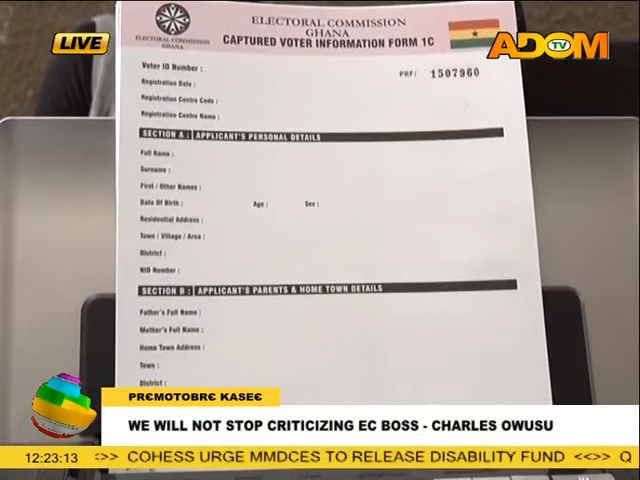 LIVE
ADOM TV
ELECTORAL COMMISSION
GHANA
ELECTORAL COMMISSION
GHANA
CAPTURED VOTER INFORMATION FORM 1C
Voter ID Number :
PRF/ 1507960
Registration Date :
Registration Centre Code :
Registration Centre Name :
SECTION A : APPLICANT'S PERSONAL DETAILS
Full Name :
Surname :
First / Other Names :
Date Of Birth : Age : Sex :
Residential Address :
Town / Village / Area :
District :
NID Number :
SECTION B : APPLICANT'S PARENTS & HOME TOWN DETAILS
Father's Full Name :
Mother's Full Name :
Home Town Address :
Town :
District :
PREMOTOBRƐ KASEƐ
WE WILL NOT STOP CRITICIZING EC BOSS - CHARLES OWUSU
12:23:13 <>>> COHESS URGE MMDCES TO RELEASE DISABILITY FUND <<>> Q